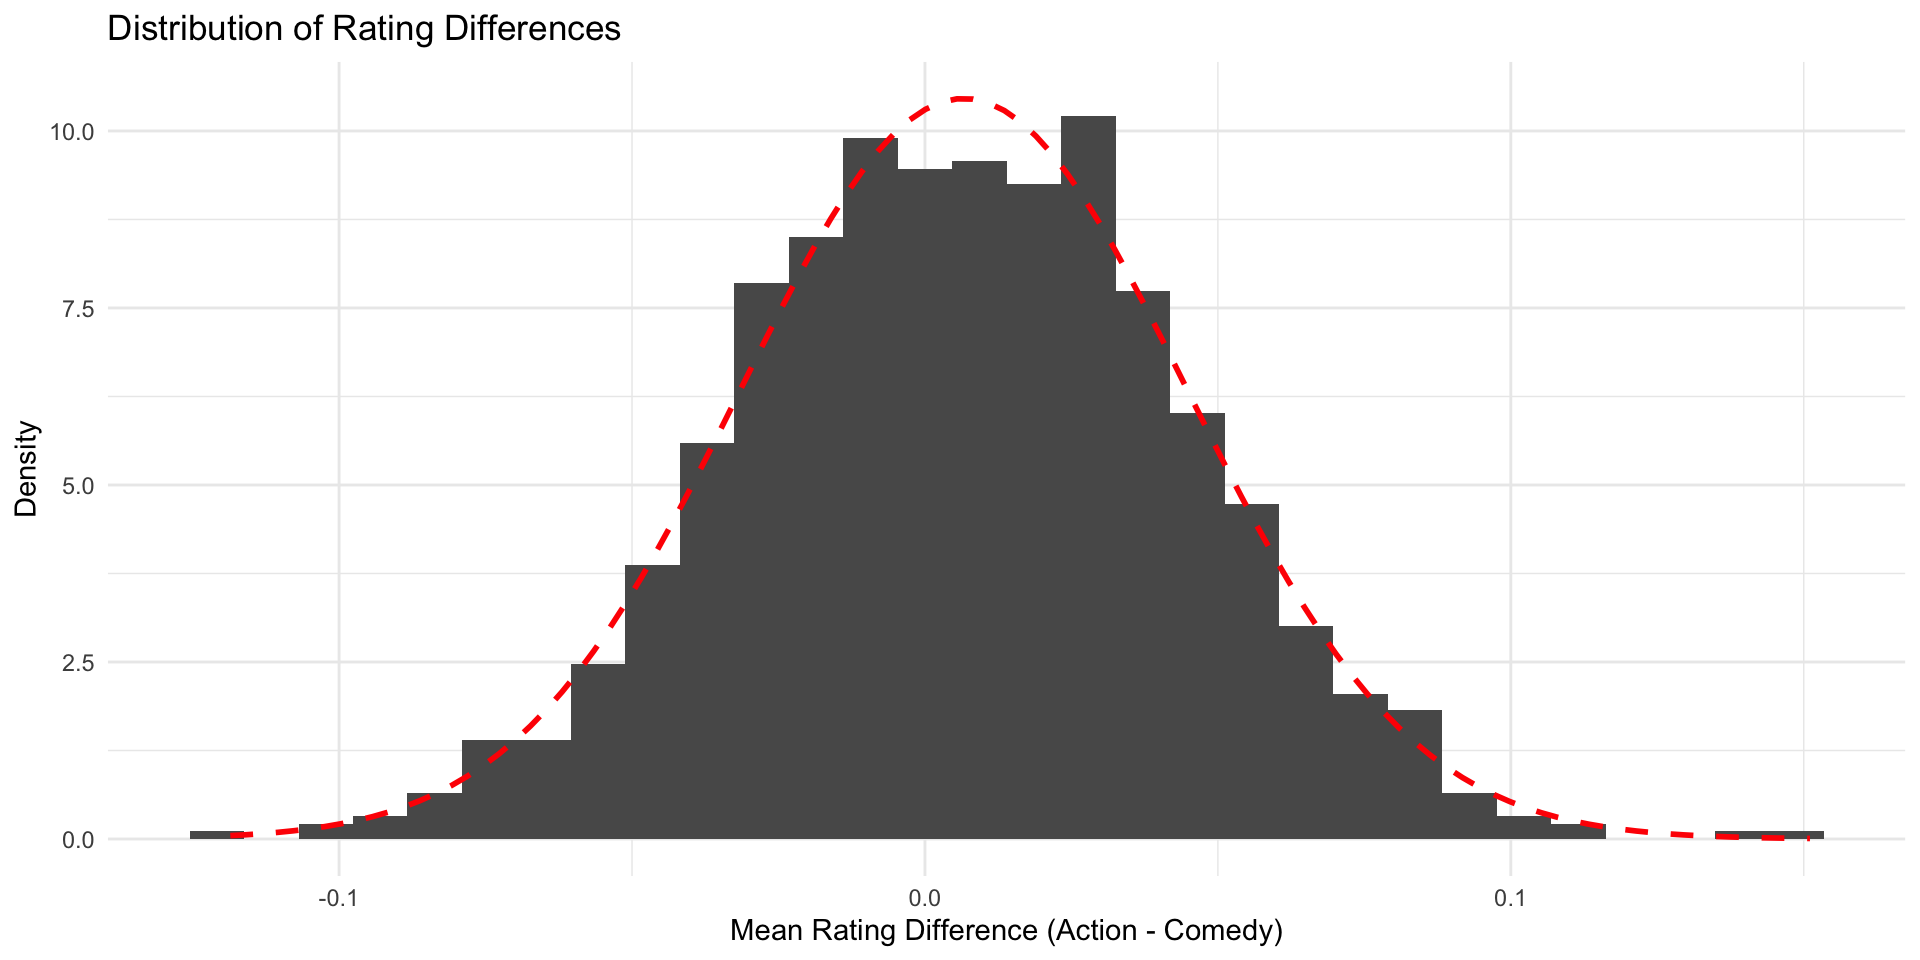 Distribution of Rating Differences
10.0
7.5
5.0
2.5
0.0
Density
-0.1
0.0
0.1
Mean Rating Difference (Action - Comedy)